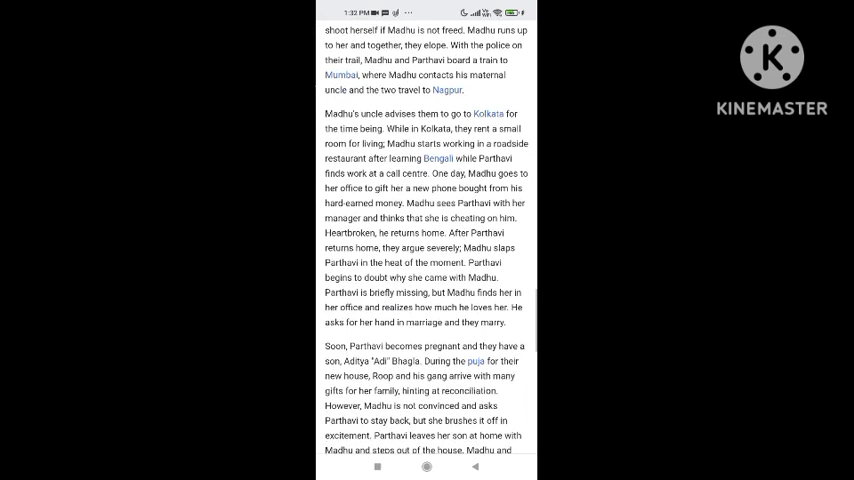 1:32 PM
KINEMASTER
shoot herself if Madhu is not freed. Madhu runs up
to her and together, they elope. With the police on
their trail, Madhu and Parthavi board a train to
Mumbai, where Madhu contacts his maternal
uncle and the two travel to Nagpur.
Madhu's uncle advises them to go to Kolkata for
the time being. While in Kolkata, they rent a small
room for living; Madhu starts working in a roadside
restaurant after learning Bengali while Parthavi
finds work at a call centre. One day, Madhu goes to
her office to gift her a new phone bought from his
hard-earned money. Madhu sees Parthavi with her
manager and thinks that she is cheating on him.
Heartbroken, he returns home. After Parthavi
returns home, they argue severely; Madhu slaps
Parthavi in the heat of the moment. Parthavi
begins to doubt why she came with Madhu.
Parthavi is briefly missing, but Madhu finds her in
her office and realizes how much he loves her. He
asks for her hand in marriage and they marry.
Soon, Parthavi becomes pregnant and they have a
son, Aditya "Adi" Bhagla. During the puja for their
new house, Roop and his gang arrive with many
gifts for her family, hinting at reconciliation.
However, Madhu is not convinced and asks
Parthavi to stay back, but she brushes it off in
excitement. Parthavi leaves her son at home with
Madhu and steps out of the house. Madhu and